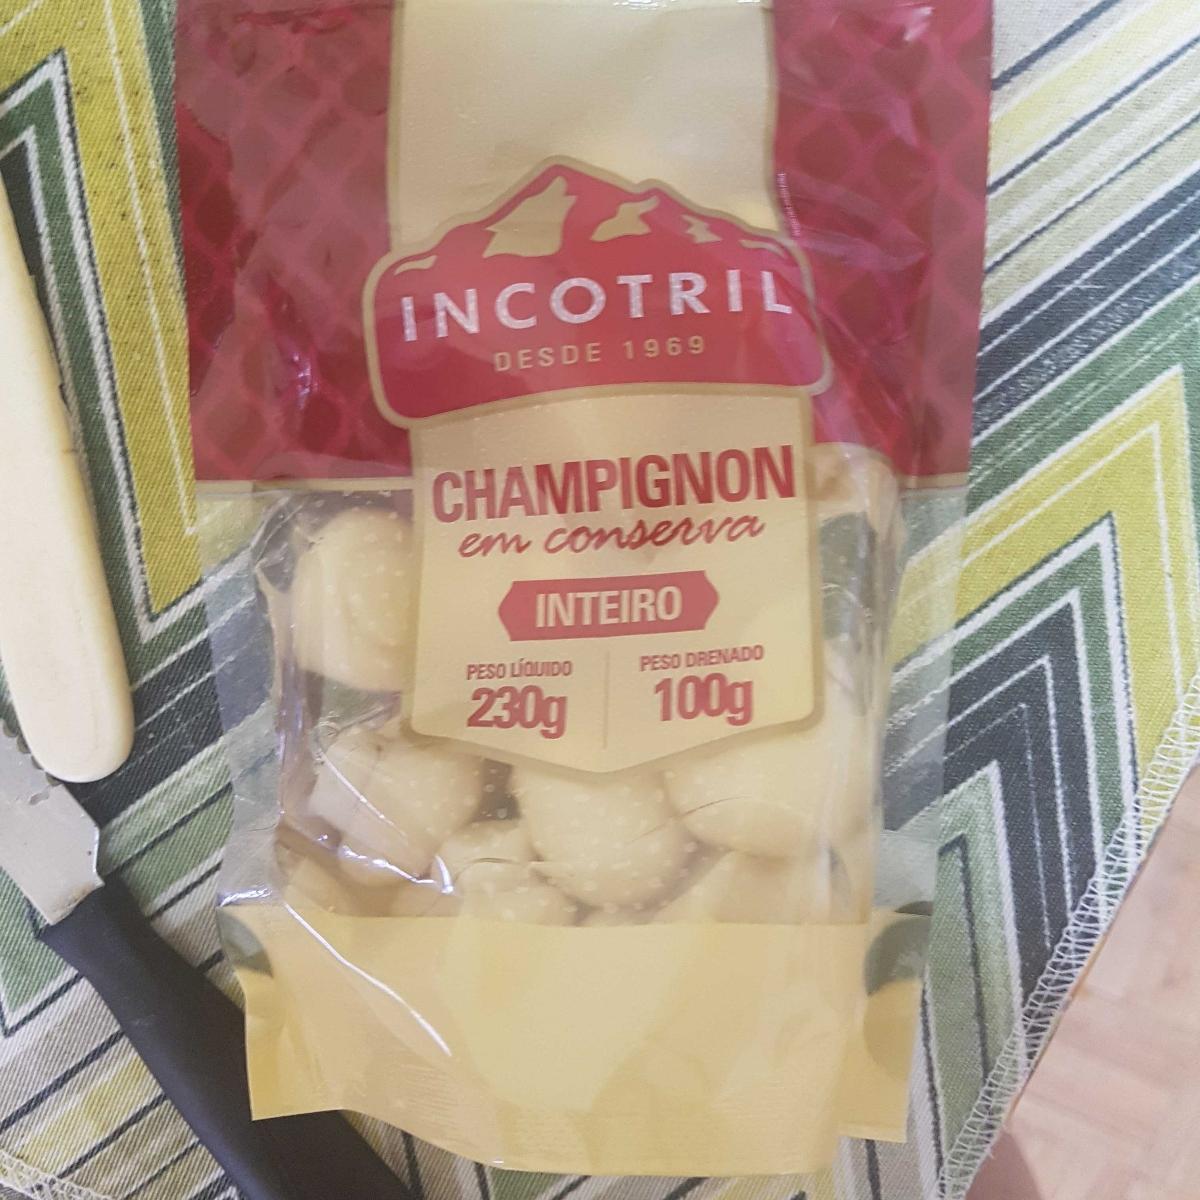 INCOTRIL
DESDE 1969
CHAMPIGNON
em conserva
INTEIRO
PESO LÍQUIDO
230g
PESO DRENADO
100g